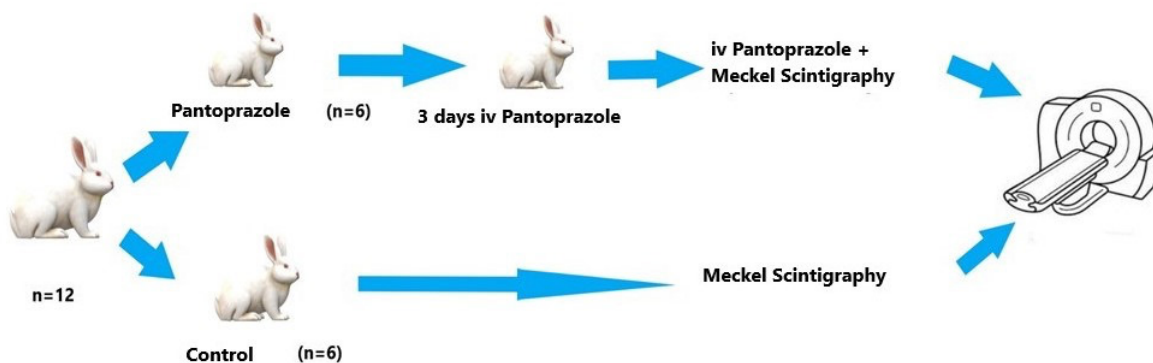 Pantoprazole (n=6)
3 days iv Pantoprazole
iv Pantoprazole +
Meckel Scintigraphy
n=12
Meckel Scintigraphy
Control (n=6)